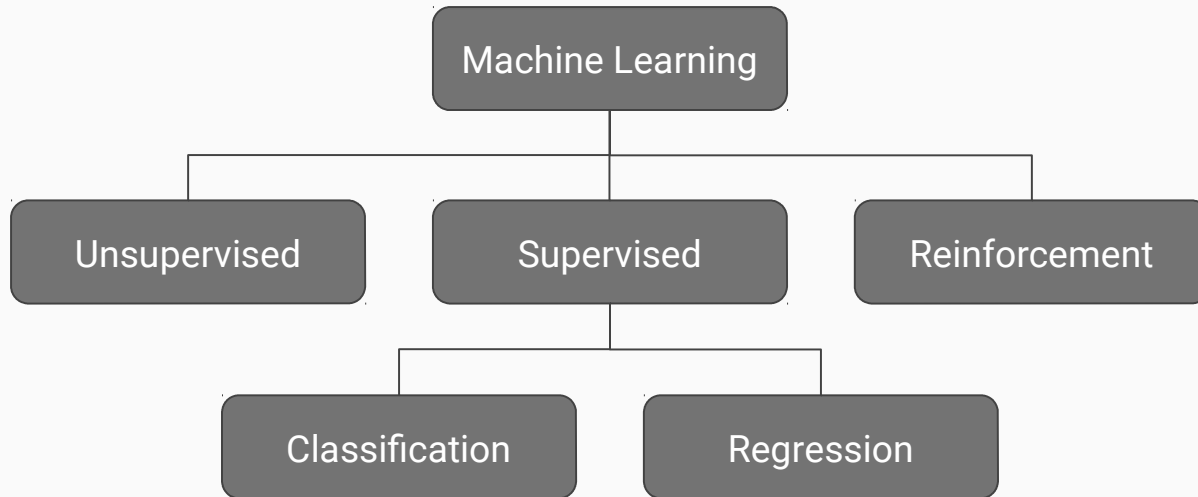 Machine Learning
Unsupervised
Supervised
Reinforcement
Classification
Regression